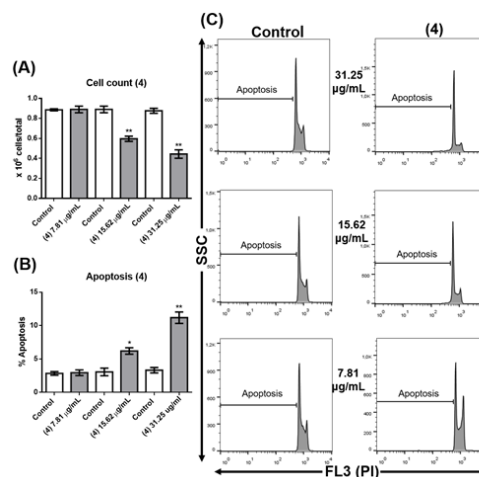 (A)
Cell count (4)
x 10⁶ cells/total
1.0
0.8
0.6
0.4
0.2
0.0
**
**
Control
(4) 7.81 µg/mL
Control
(4) 15.62 µg/mL
Control
(4) 31.25 µg/mL
(B)
Apoptosis (4)
% Apoptosis
15
10
5
0
*
**
Control
(4) 7.81 µg/mL
Control
(4) 15.62 µg/mL
Control
(4) 31.25 ug/ml
(C)
Control
(4)
31.25
µg/mL
Apoptosis
Apoptosis
15.62
µg/mL
Apoptosis
Apoptosis
7.81
µg/mL
Apoptosis
Apoptosis
SSC
FL3 (PI)